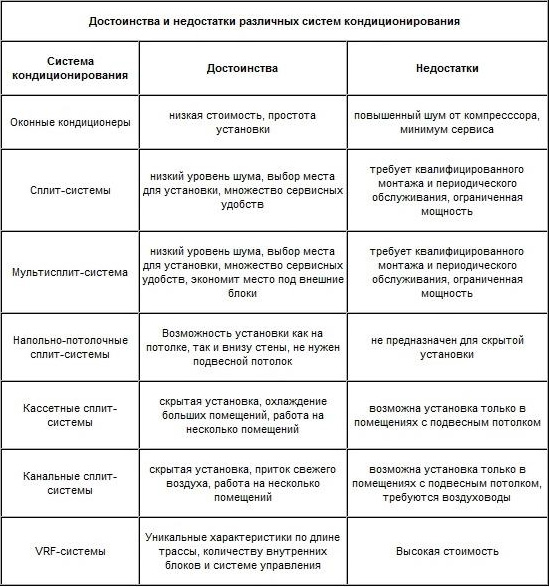 Достоинства и недостатки различных систем кондиционирования
Система
кондиционирования
Достоинства
Недостатки
Оконные кондиционеры
низкая стоимость, простота
установки
повышенный шум от компресссора,
минимум сервиса
Сплит-системы
низкий уровень шума, выбор места
для установки, множество сервисных
удобств
требует квалифицированного
монтажа и периодического
обслуживания, ограниченная
мощность
Мультисплит-система
низкий уровень шума, выбор места
для установки, множество сервисных
удобств, экономит место под внешние
блоки
требует квалифицированного
монтажа и периодического
обслуживания, ограниченная
мощность
Напольно-потолочные
сплит-системы
Возможность установки как на
потолке, так и внизу стены, не нужен
подвесной потолок
не предназначен для скрытой
установки
Кассетные сплит-
системы
скрытая установка, охлаждение
больших помещений, работа на
несколько помещений
возможна установка только в
помещениях с подвесным потолком
Канальные сплит-
системы
скрытая установка, приток свежего
воздуха, работа на несколько
помещений
возможна установка только в
помещениях с подвесным потолком,
требуются воздуховоды
VRF-системы
Уникальные характеристики по длине
трассы, количеству внутренних
блоков и системе управления
Высокая стоимость